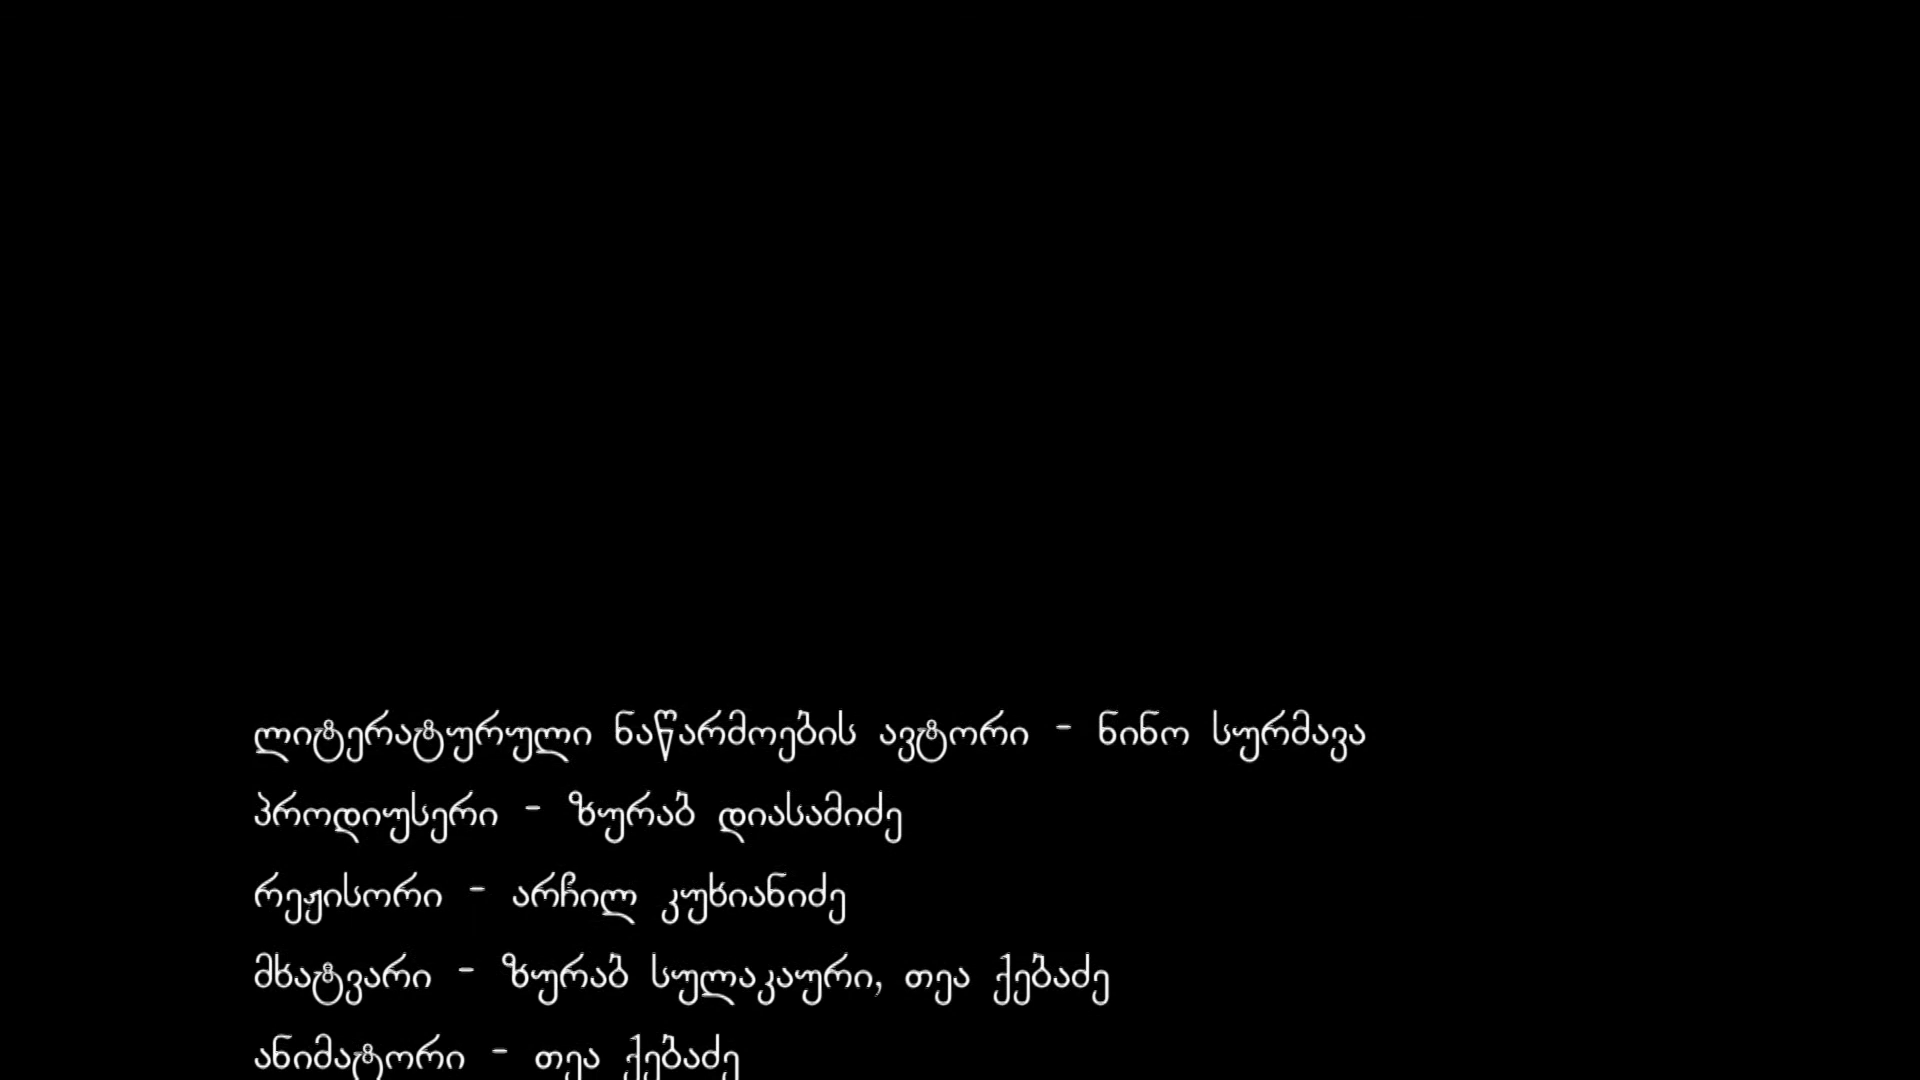 ლიტერატურული ნაწარმოების ავტორი - ნინო სურმავა
პროდიუსერი - ზურაბ დიასამიძე
რეჟისორი - არჩილ კუხიანიძე
მხატვარი - ზურაბ სულაკაური, თეა ქებაძე
ანიმატორი - თეა ქებაძე